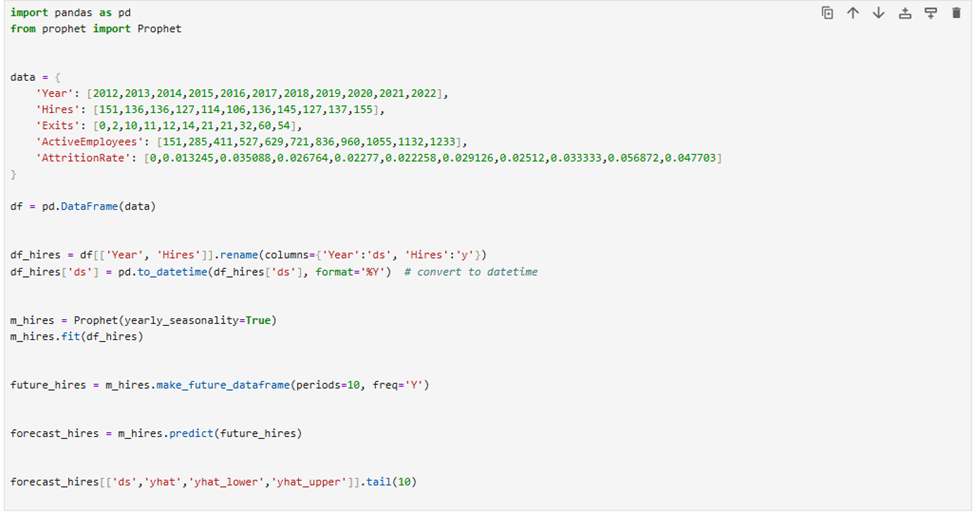 import pandas as pd
from prophet import Prophet
data = {
    'Year': [2012,2013,2014,2015,2016,2017,2018,2019,2020,2021,2022],
    'Hires': [151,136,136,127,114,106,136,145,127,137,155],
    'Exits': [0,2,10,11,12,14,21,21,32,60,54],
    'ActiveEmployees': [151,285,411,527,629,721,836,960,1055,1132,1233],
    'AttritionRate': [0,0.013245,0.035088,0.026764,0.02277,0.022258,0.029126,0.02512,0.033333,0.056872,0.047703]
}
df = pd.DataFrame(data)
df_hires = df[['Year', 'Hires']].rename(columns={'Year':'ds', 'Hires':'y'})
df_hires['ds'] = pd.to_datetime(df_hires['ds'], format='%Y')  # convert to datetime
m_hires = Prophet(yearly_seasonality=True)
m_hires.fit(df_hires)
future_hires = m_hires.make_future_dataframe(periods=10, freq='Y')
forecast_hires = m_hires.predict(future_hires)
forecast_hires[['ds','yhat','yhat_lower','yhat_upper']].tail(10)